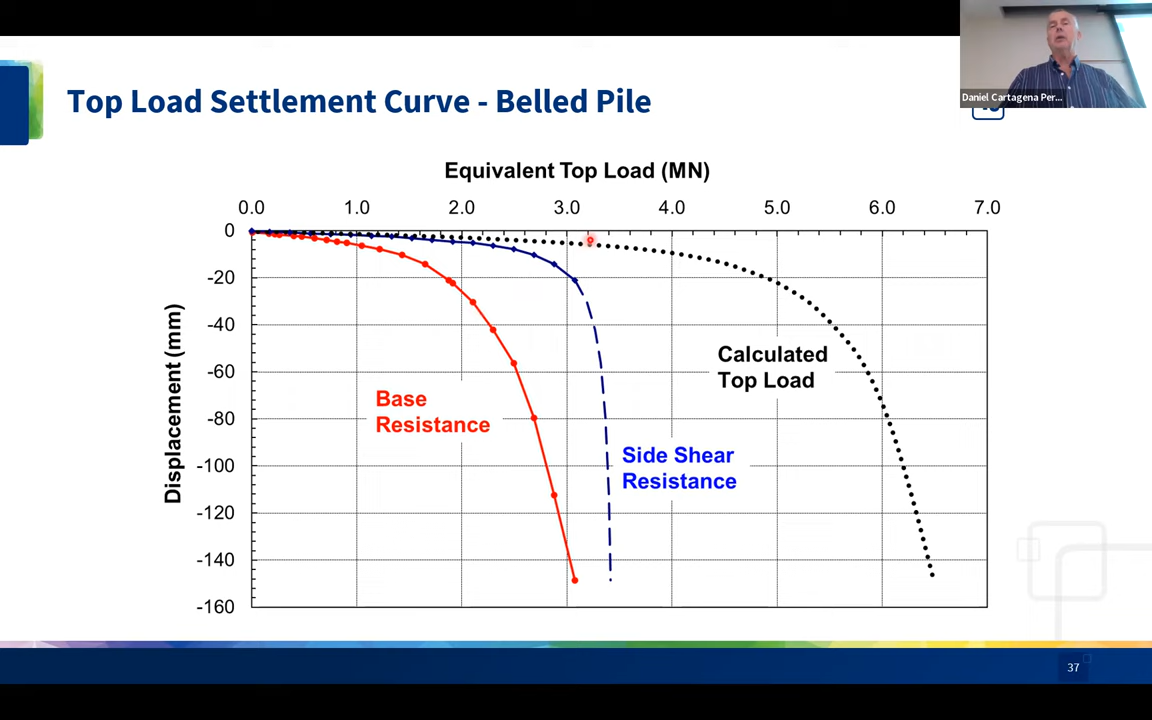 Daniel Cartagena Per...
Top Load Settlement Curve - Belled Pile
Equivalent Top Load (MN)
0.0 1.0 2.0 3.0 4.0 5.0 6.0 7.0
Displacement (mm)
0
-20
-40
-60
-80
-100
-120
-140
-160
Calculated
Top Load
Base
Resistance
Side Shear
Resistance
37